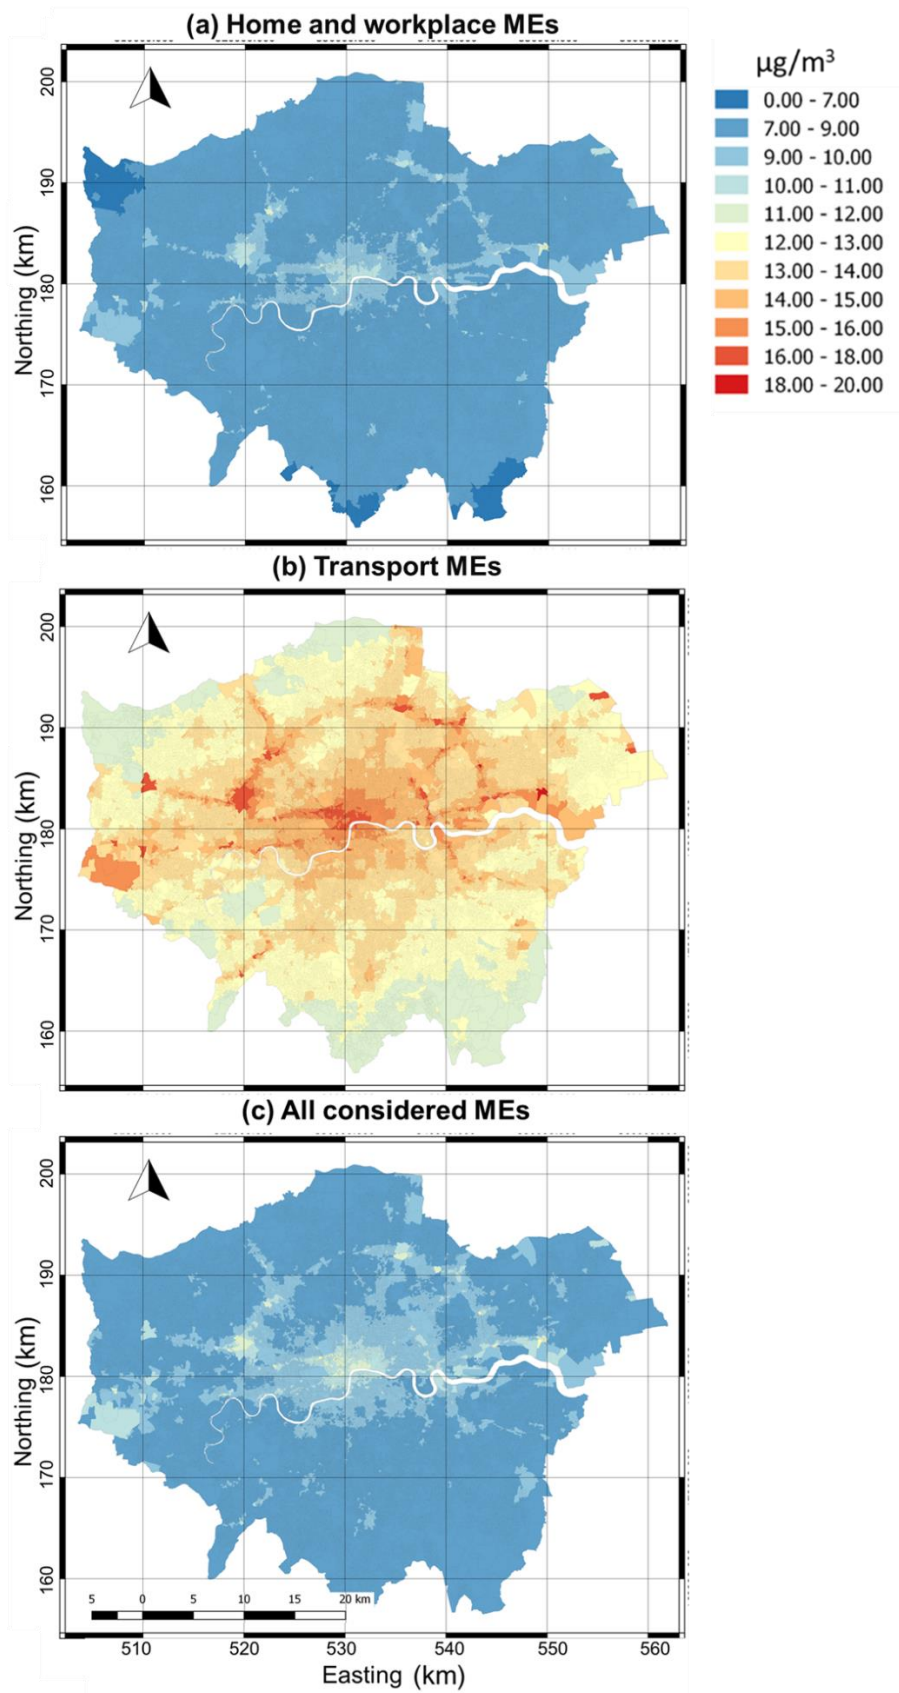 (a) Home and workplace MEs
µg/m³
0.00 - 7.00
7.00 - 9.00
9.00 - 10.00
10.00 - 11.00
11.00 - 12.00
12.00 - 13.00
13.00 - 14.00
14.00 - 15.00
15.00 - 16.00
16.00 - 18.00
18.00 - 20.00
200
190
180
170
160
Northing (km)
(b) Transport MEs
200
190
180
170
160
Northing (km)
(c) All considered MEs
200
190
180
170
160
Northing (km)
5 0 5 10 15 20 km
510 520 530 540 550 560
Easting (km)